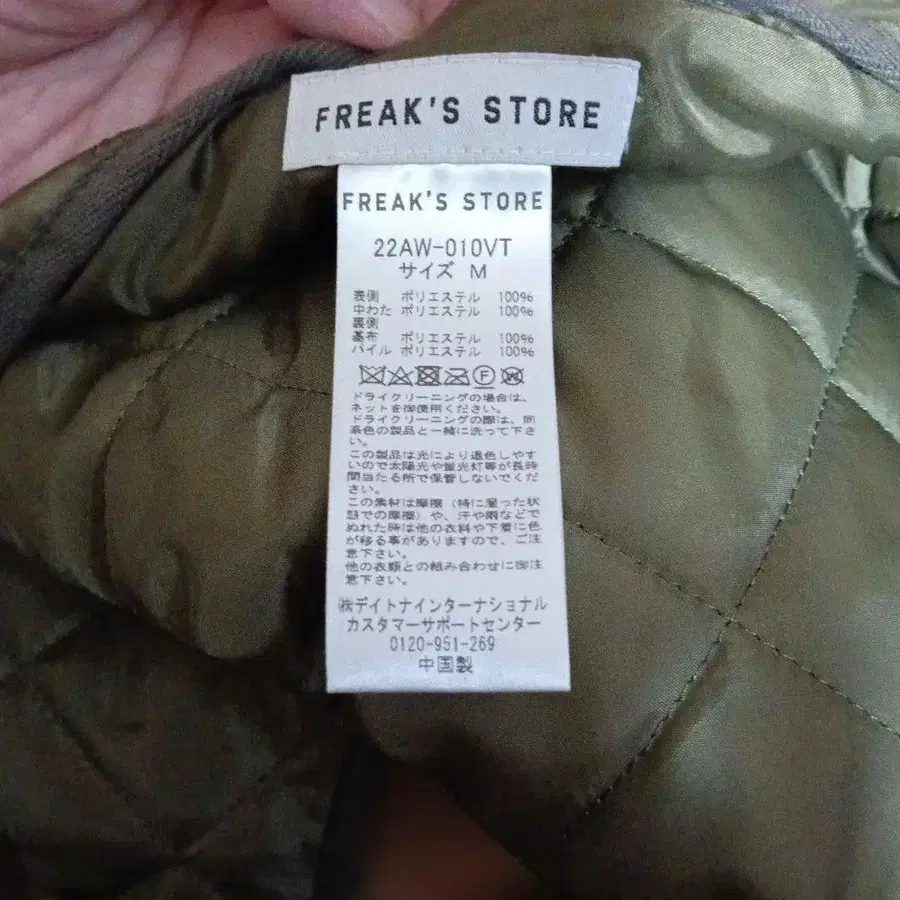 FREAK'S STORE
FREAK'S STORE
22AW-010VT
サイズ M
表側 ポリエステル 100%
中わた ポリエステル 100%
裏側
基布 ポリエステル 100%
パイル ポリエステル 100%
ドライクリーニングの場合は、
ネットを御使用ください。
ドライクリーニングの際は、同
系色の製品と一緒に洗って下さ
い。
この製品は光により退色しやす
いので太陽光や蛍光灯等が長時
間当たる所で保管しないでくだ
さい。
この素材は摩擦（特に湿った状
態での摩擦）や、汗や雨などで
ぬれた時は他の衣料や下着に色
が移る事がありますので、ご注
意下さい。
他の衣類との組み合わせに御注
意下さい。
㈱デイトナインターナショナル
カスタマーサポートセンター
0120-951-269
中国製